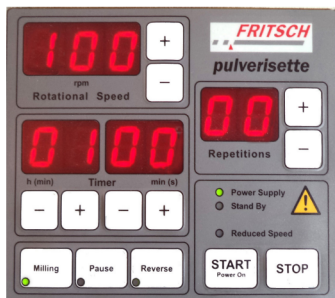 100
rpm
Rotational Speed
+
−
FRITSCH
pulverisette
00
Repetitions
+
−
01 00
h (min) Timer min (s)
− + − +
Power Supply
Stand By
Reduced Speed
Milling Pause Reverse
START
Power On
STOP